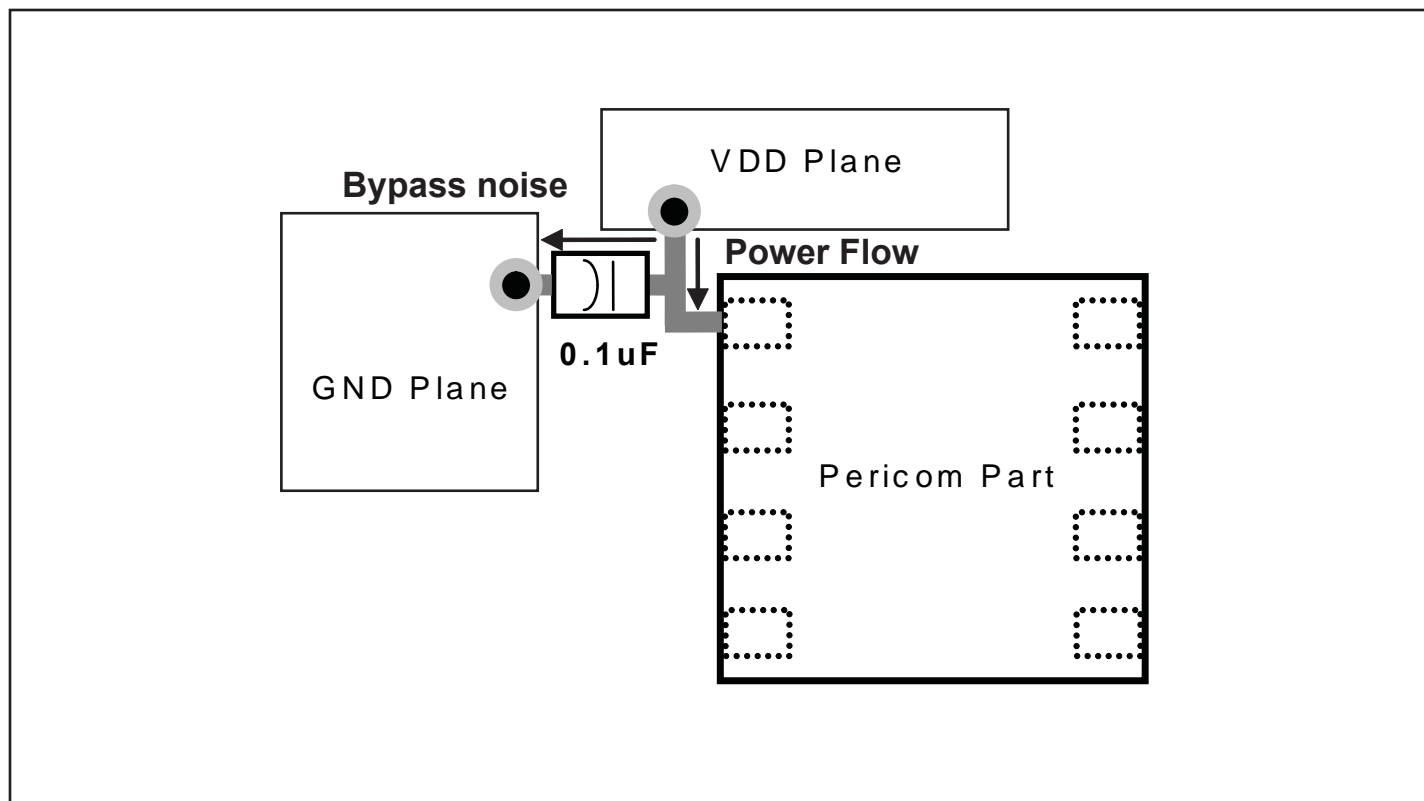 VDD Plane
Bypass noise
Power Flow
0.1uF
GND Plane
Pericom Part